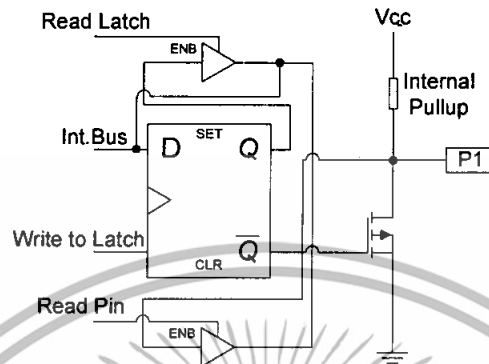 Read Latch
ENB
Vcc
Internal
Pullup
Int.Bus
D
SET
Q
P1
Write to Latch
Q
CLR
Read Pin
ENB